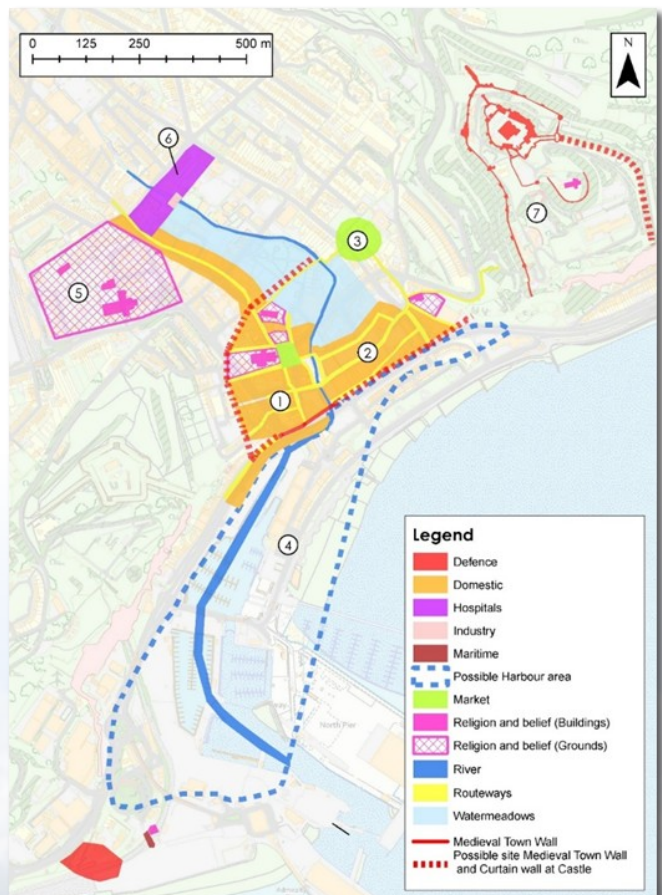 0 125 250 500 m
N
6
7
3
5
2
1
4
North Pier
Legend
Defence
Domestic
Hospitals
Industry
Maritime
Possible Harbour area
Market
Religion and belief (Buildings)
Religion and belief (Grounds)
River
Routeways
Watermeadows
Medieval Town Wall
Possible site Medieval Town Wall
and Curtain wall at Castle